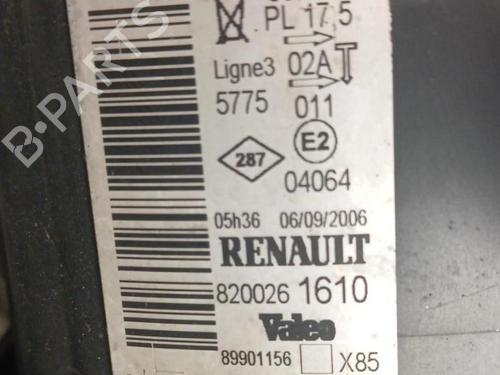 PL 17,5
Ligne3 02A
5775 011
287 E2
04064
05h36 06/09/2006
RENAULT
820026 1610
Valeo
89901156 X85
B-PARTS